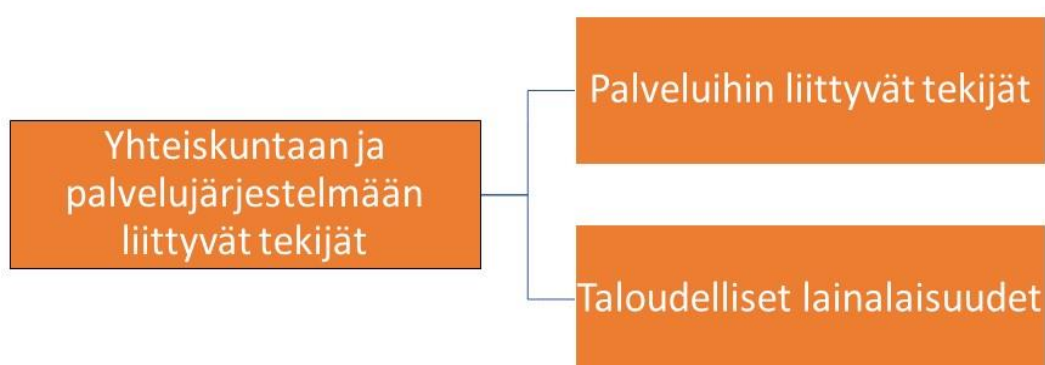 Palveluihin liittyvät tekijät
Yhteiskuntaan ja
palvelujärjestelmään
liittyvät tekijät
Taloudelliset lainalaisuudet